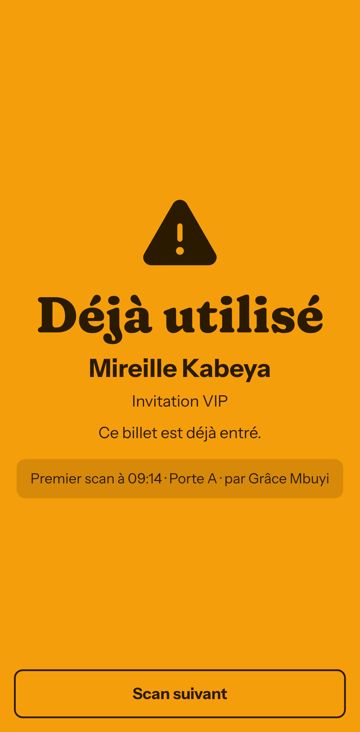 Déjà utilisé
Mireille Kabeya
Invitation VIP
Ce billet est déjà entré.
Premier scan à 09:14 · Porte A · par Grâce Mbuyi
Scan suivant